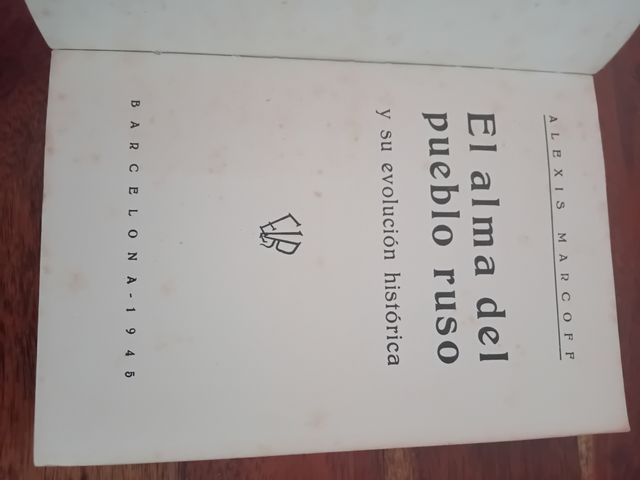 ALEXIS MARCOFF
El alma del
pueblo ruso
y su evolución histórica
BARCELONA-1945